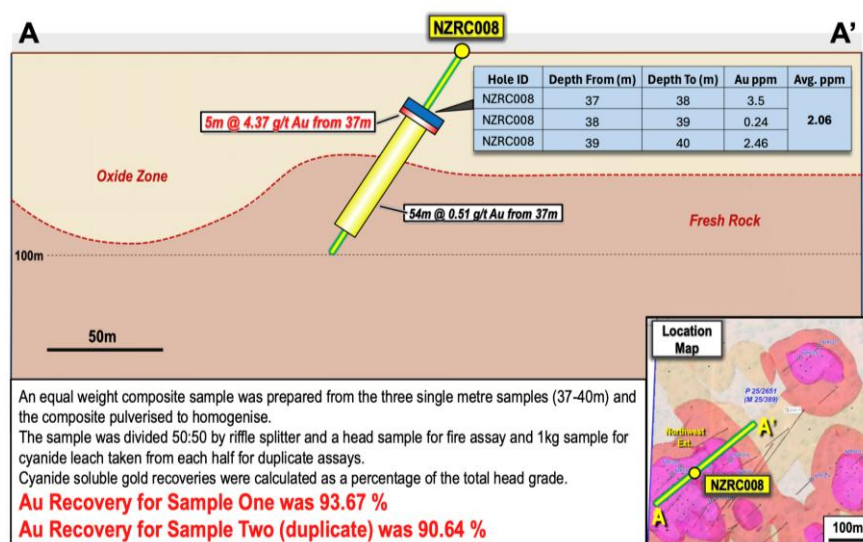 A
NZRC008
A'
Hole ID Depth From (m) Depth To (m) Au ppm Avg. ppm
NZRC008 37 38 3.5
NZRC008 38 39 0.24 2.06
NZRC008 39 40 2.46
5m @ 4.37 g/t Au from 37m
Oxide Zone
54m @ 0.51 g/t Au from 37m
Fresh Rock
100m
50m
An equal weight composite sample was prepared from the three single metre samples (37-40m) and
the composite pulverised to homogenise.
The sample was divided 50:50 by riffle splitter and a head sample for fire assay and 1kg sample for
cyanide leach taken from each half for duplicate assays.
Cyanide soluble gold recoveries were calculated as a percentage of the total head grade.
Au Recovery for Sample One was 93.67 %
Au Recovery for Sample Two (duplicate) was 90.64 %
Location
Map
P 25/2651
(M 25/389)
Northwest
Ext.
A'
NZRC008
A
100m